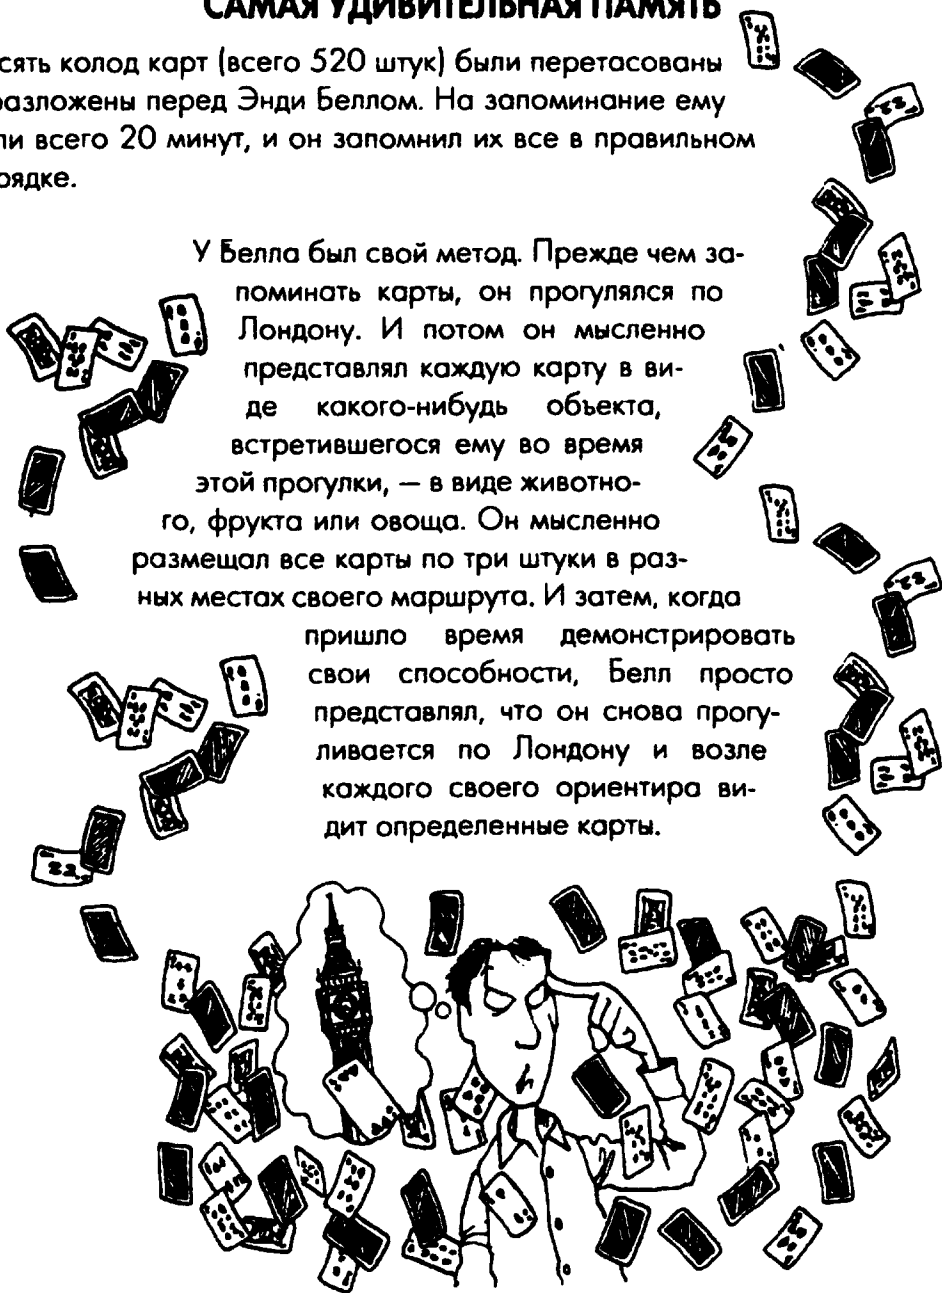 САМАЯ УДИВИТЕЛЬНАЯ ПАМЯТЬ
сять колод карт (всего 520 штук) были перетасованы
разложены перед Энди Беллом. На запоминание ему
ли всего 20 минут, и он запомнил их все в правильном
рядке.
У Белла был свой метод. Прежде чем за-
поминать карты, он прогулялся по
Лондону. И потом он мысленно
представлял каждую карту в ви-
де какого-нибудь объекта,
встретившегося ему во время
этой прогулки, — в виде животно-
го, фрукта или овоща. Он мысленно
размещал все карты по три штуки в раз-
ных местах своего маршрута. И затем, когда
пришло время демонстрировать
свои способности, Белл просто
представлял, что он снова прогу-
ливается по Лондону и возле
каждого своего ориентира ви-
дит определенные карты.